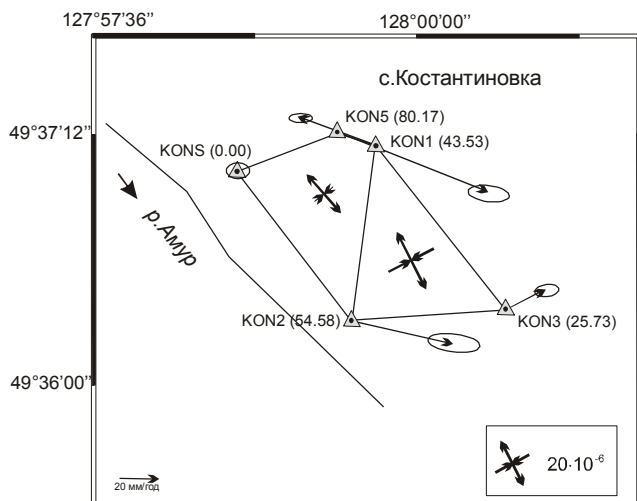 127°57'36'' 128°00'00''
с.Костантиновка
KON5 (80.17)
49°37'12''
KON1 (43.53)
KONS (0.00)
р.Амур
KON2 (54.58)
KON3 (25.73)
49°36'00''
20·10⁻⁶
20 мм/год